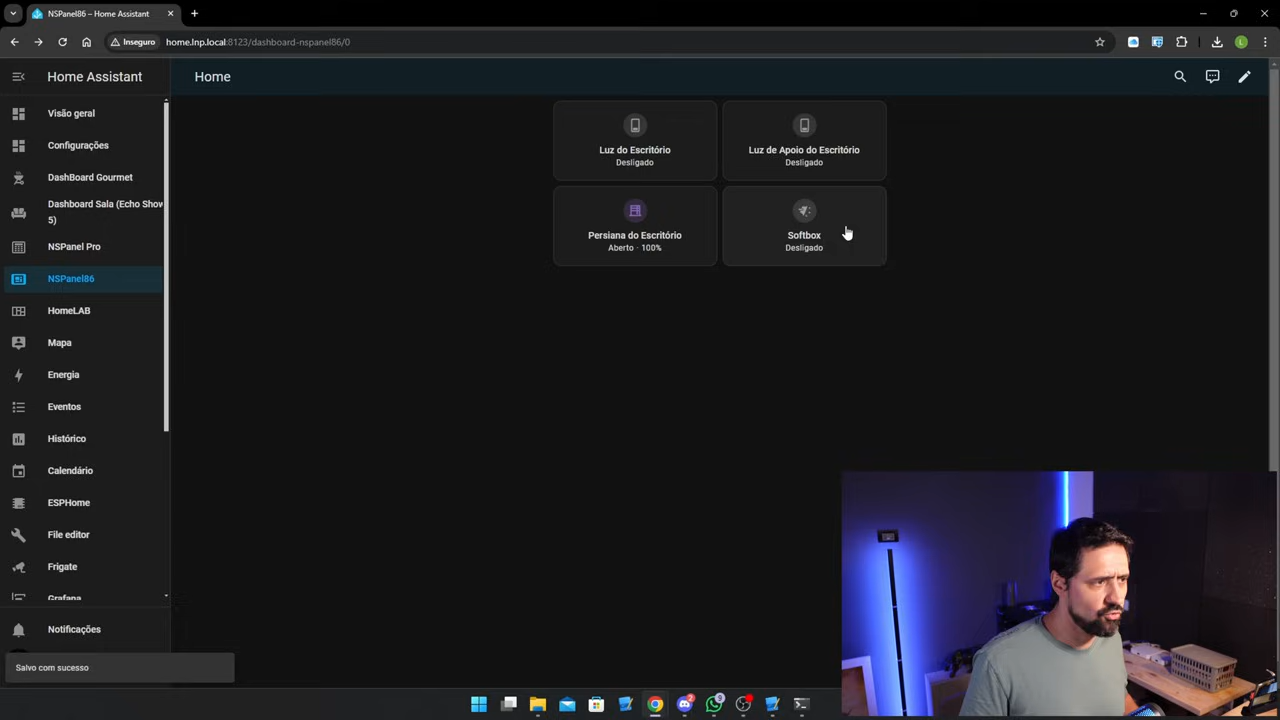 NSPanel86 – Home Assistant
Inseguro
home.lnp.local:8123/dashboard-nspanel86/0
L
Home Assistant
Home
Visão geral
Configurações
DashBoard Gourmet
Dashboard Sala (Echo Show
5)
NSPanel Pro
NSPanel86
HomeLAB
Mapa
Energia
Eventos
Histórico
Calendário
ESPHome
File editor
Frigate
Grafana
Notificações
Luz do Escritório
Desligado
Luz de Apoio do Escritório
Desligado
Persiana do Escritório
Aberto · 100%
Softbox
Desligado
Salvo com sucesso